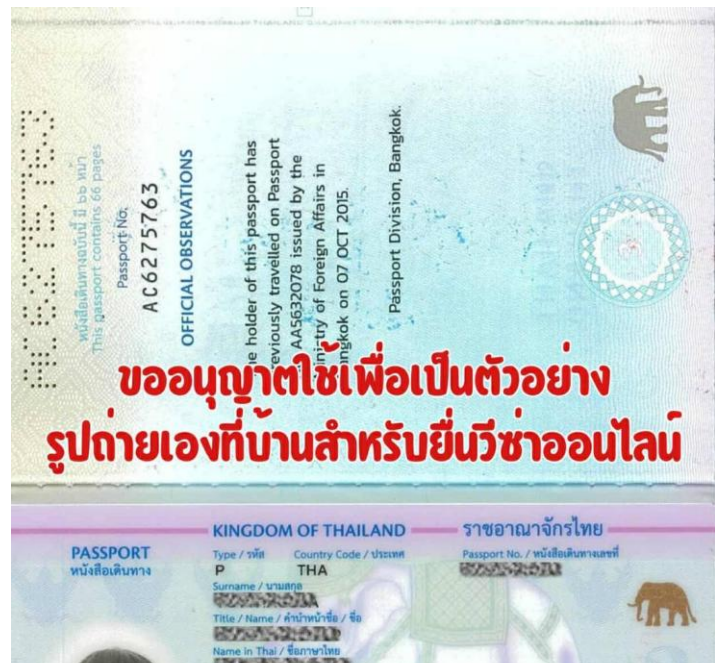 หนังสือเดินทางฉบับนี้ มี ๖๖ หน้า
This passport contains 66 pages
Passport No.
AC6275763
OFFICIAL OBSERVATIONS
holder of this passport has
travelled on Passport
AA5632078 issued by the
of Foreign Affairs in
on 07 OCT 2015.
Passport Division, Bangkok.
ขออนุญาตใช้เพื่อเป็นตัวอย่าง
รูปถ่ายเองที่บ้านสำหรับยื่นวีซ่าออนไลน์
KINGDOM OF THAILAND ราชอาณาจักรไทย
PASSPORT
หนังสือเดินทาง
Type / รหัส Country Code / ประเทศ Passport No. / หนังสือเดินทางเลขที่
P THA
Surname / นามสกุล
Title / Name / คำนำหน้าชื่อ / ชื่อ
Name in Thai / ชื่อภาษาไทย